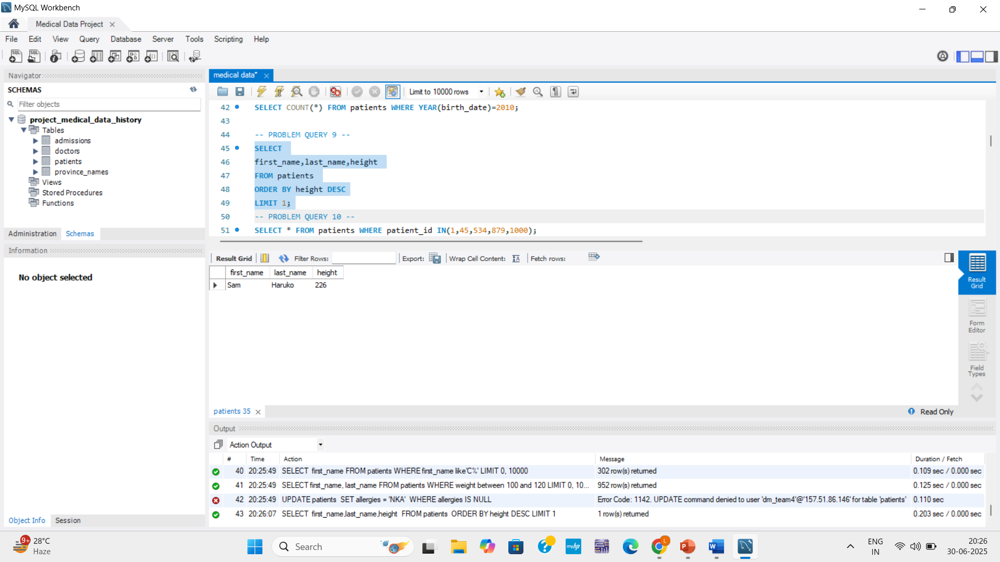 MySQL Workbench
Medical Data Project
File Edit View Query Database Server Tools Scripting Help
Navigator
SCHEMAS
Filter objects
project_medical_data_history
Tables
admissions
doctors
patients
province_names
Views
Stored Procedures
Functions
Administration Schemas
Information
No object selected
Object Info Session
medical data*
Limit to 10000 rows
42 SELECT COUNT(*) FROM patients WHERE YEAR(birth_date)=2010;
43
44 -- PROBLEM QUERY 9 --
45 SELECT
46 first_name,last_name,height
47 FROM patients
48 ORDER BY height DESC
49 LIMIT 1;
50 -- PROBLEM QUERY 10 --
51 SELECT * FROM patients WHERE patient_id IN(1,45,534,879,1000);
Result Grid Filter Rows: Export: Wrap Cell Content: Fetch rows:
first_name last_name height
Sam Haruko 226
Result
Grid
Form
Editor
Field
Types
patients 35
Read Only
Output
Action Output
# Time Action Message Duration / Fetch
40 20:25:49 SELECT first_name FROM patients WHERE first_name like'C%' LIMIT 0, 10000 302 row(s) returned 0.109 sec / 0.000 sec
41 20:25:49 SELECT first_name, last_name FROM patients WHERE weight between 100 and 120 LIMIT 0, 10... 952 row(s) returned 0.125 sec / 0.000 sec
42 20:25:49 UPDATE patients SET allergies = 'NKA' WHERE allergies IS NULL Error Code: 1142. UPDATE command denied to user 'dm_team4'@'157.51.86.146' for table 'patients' 0.110 sec
43 20:26:07 SELECT first_name,last_name,height FROM patients ORDER BY height DESC LIMIT 1 1 row(s) returned 0.203 sec / 0.000 sec
9+
28°C
Haze
Search
myhp
L
P
W
ENG
IN
20:26
30-06-2025